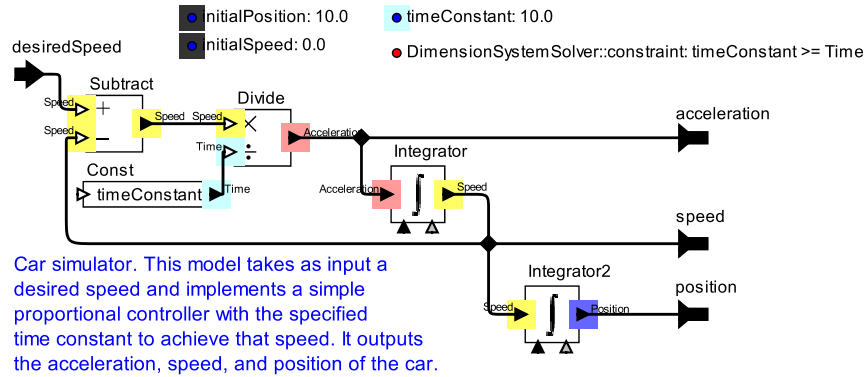 initialPosition: 10.0
timeConstant: 10.0
initialSpeed: 0.0
DimensionSystemSolver::constraint: timeConstant >= Time
desiredSpeed
Subtract
Divide
Speed
+
Speed
Speed
×
Speed
−
Time
÷
Acceleration
acceleration
Const
timeConstant
Time
Integrator
Acceleration
∫
Speed
speed
Integrator2
Speed
∫
Position
position
Car simulator. This model takes as input a
desired speed and implements a simple
proportional controller with the specified
time constant to achieve that speed. It outputs
the acceleration, speed, and position of the car.